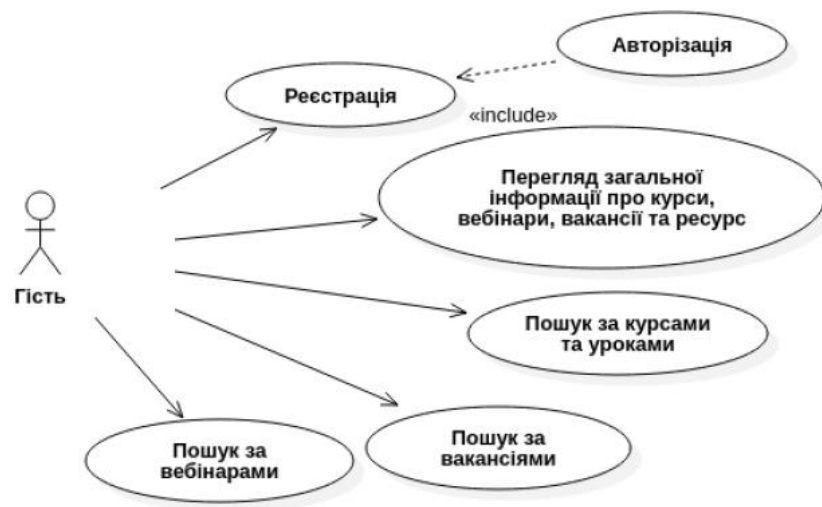 Авторізація
Реєстрація
«include»
Перегляд загальної
інформації про курси,
вебінари, вакансії та ресурс
Гість
Пошук за курсами
та уроками
Пошук за
вакансіями
Пошук за
вебінарами